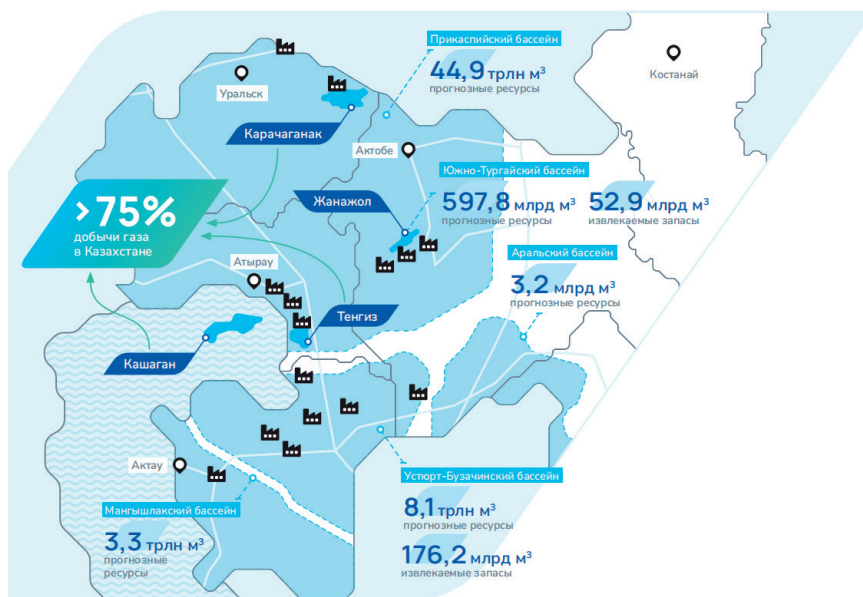 Прикаспийский бассейн
44,9 трлн м³
прогнозные ресурсы
Костанай
Уральск
Карачаганак
Актобе
Южно-Тургайский бассейн
597,8 млрд м³
прогнозные ресурсы
52,9 млрд м³
извлекаемые запасы
>75%
добычи газа
в Казахстане
Жанажол
Аральский бассейн
3,2 млрд м³
прогнозные ресурсы
Атырау
Тенгиз
Кашаган
Актау
Устюрт-Бузачинский бассейн
8,1 трлн м³
прогнозные ресурсы
176,2 млрд м³
извлекаемые запасы
Мангышлакский бассейн
3,3 трлн м³
прогнозные
ресурсы